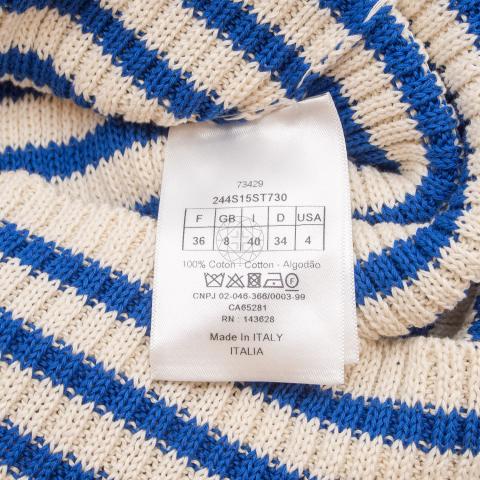 73429
244S15ST730
F GB I D USA
36 8 40 34 4
100% Coton - Cotton - Algodão
CNPJ 02-046-366/0003-99
CA65281
RN : 143628
Made In ITALY
ITALIA